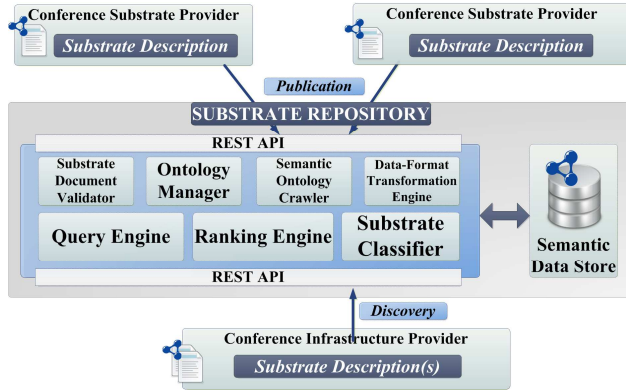 Conference Substrate Provider
Substrate Description
Conference Substrate Provider
Substrate Description
Publication
SUBSTRATE REPOSITORY
REST API
Substrate
Document
Validator
Ontology
Manager
Semantic
Ontology
Crawler
Data-Format
Transformation
Engine
Query Engine
Ranking Engine
Substrate
Classifier
Semantic
Data Store
REST API
Discovery
Conference Infrastructure Provider
Substrate Description(s)